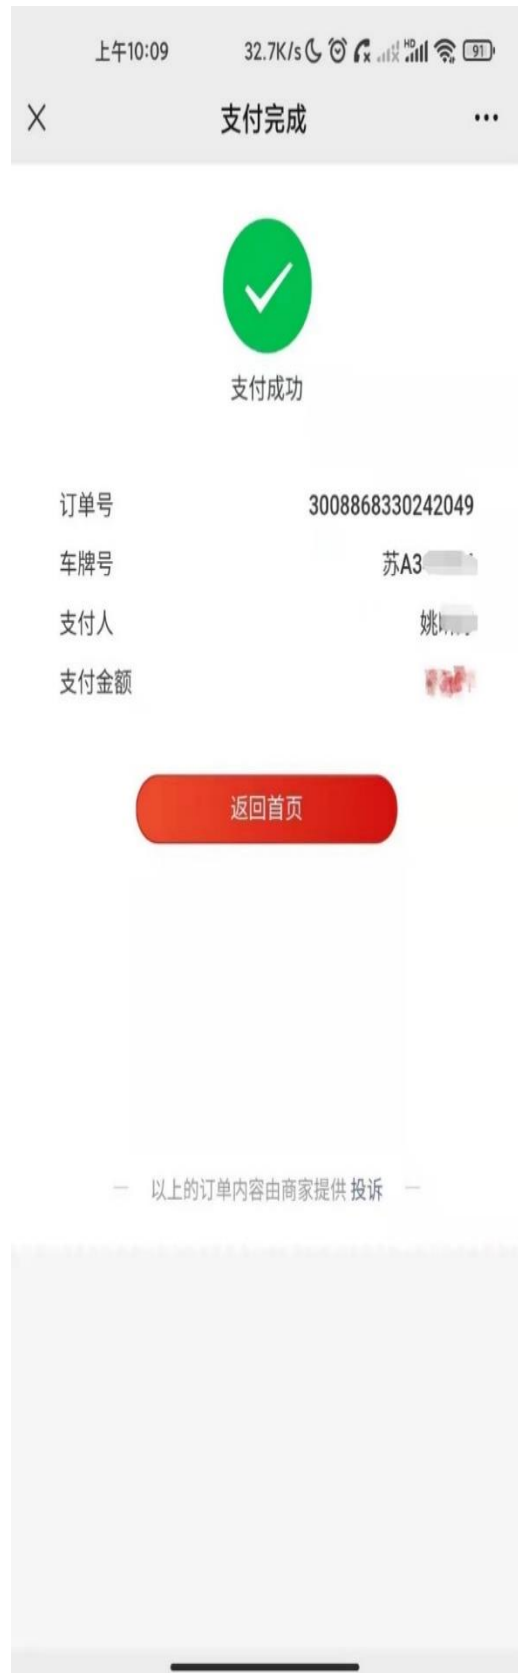 上午10:09 32.7K/s HD 91
支付完成
支付成功
订单号 3008868330242049
车牌号 苏A3
支付人 姚
支付金额
返回首页
以上的订单内容由商家提供 投诉